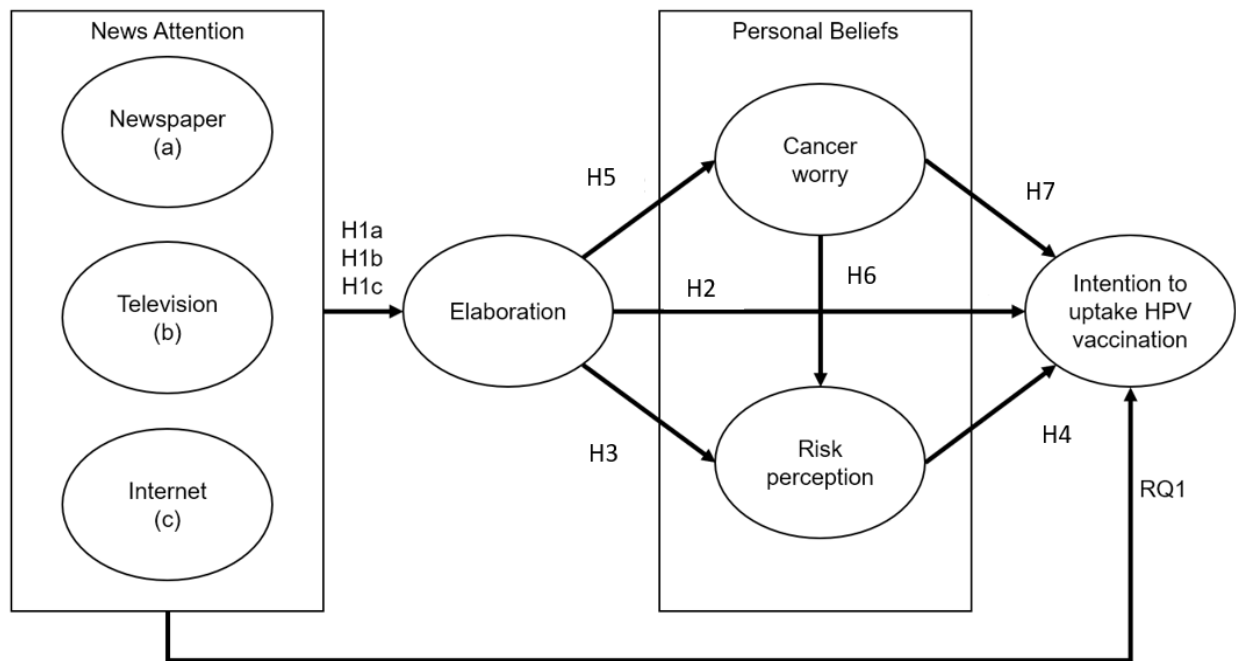 News Attention
Newspaper
(a)
Television
(b)
Internet
(c)
H1a
H1b
H1c
Elaboration
H5
H2
H3
Personal Beliefs
Cancer
worry
H6
Risk
perception
H7
H4
Intention to
uptake HPV
vaccination
RQ1